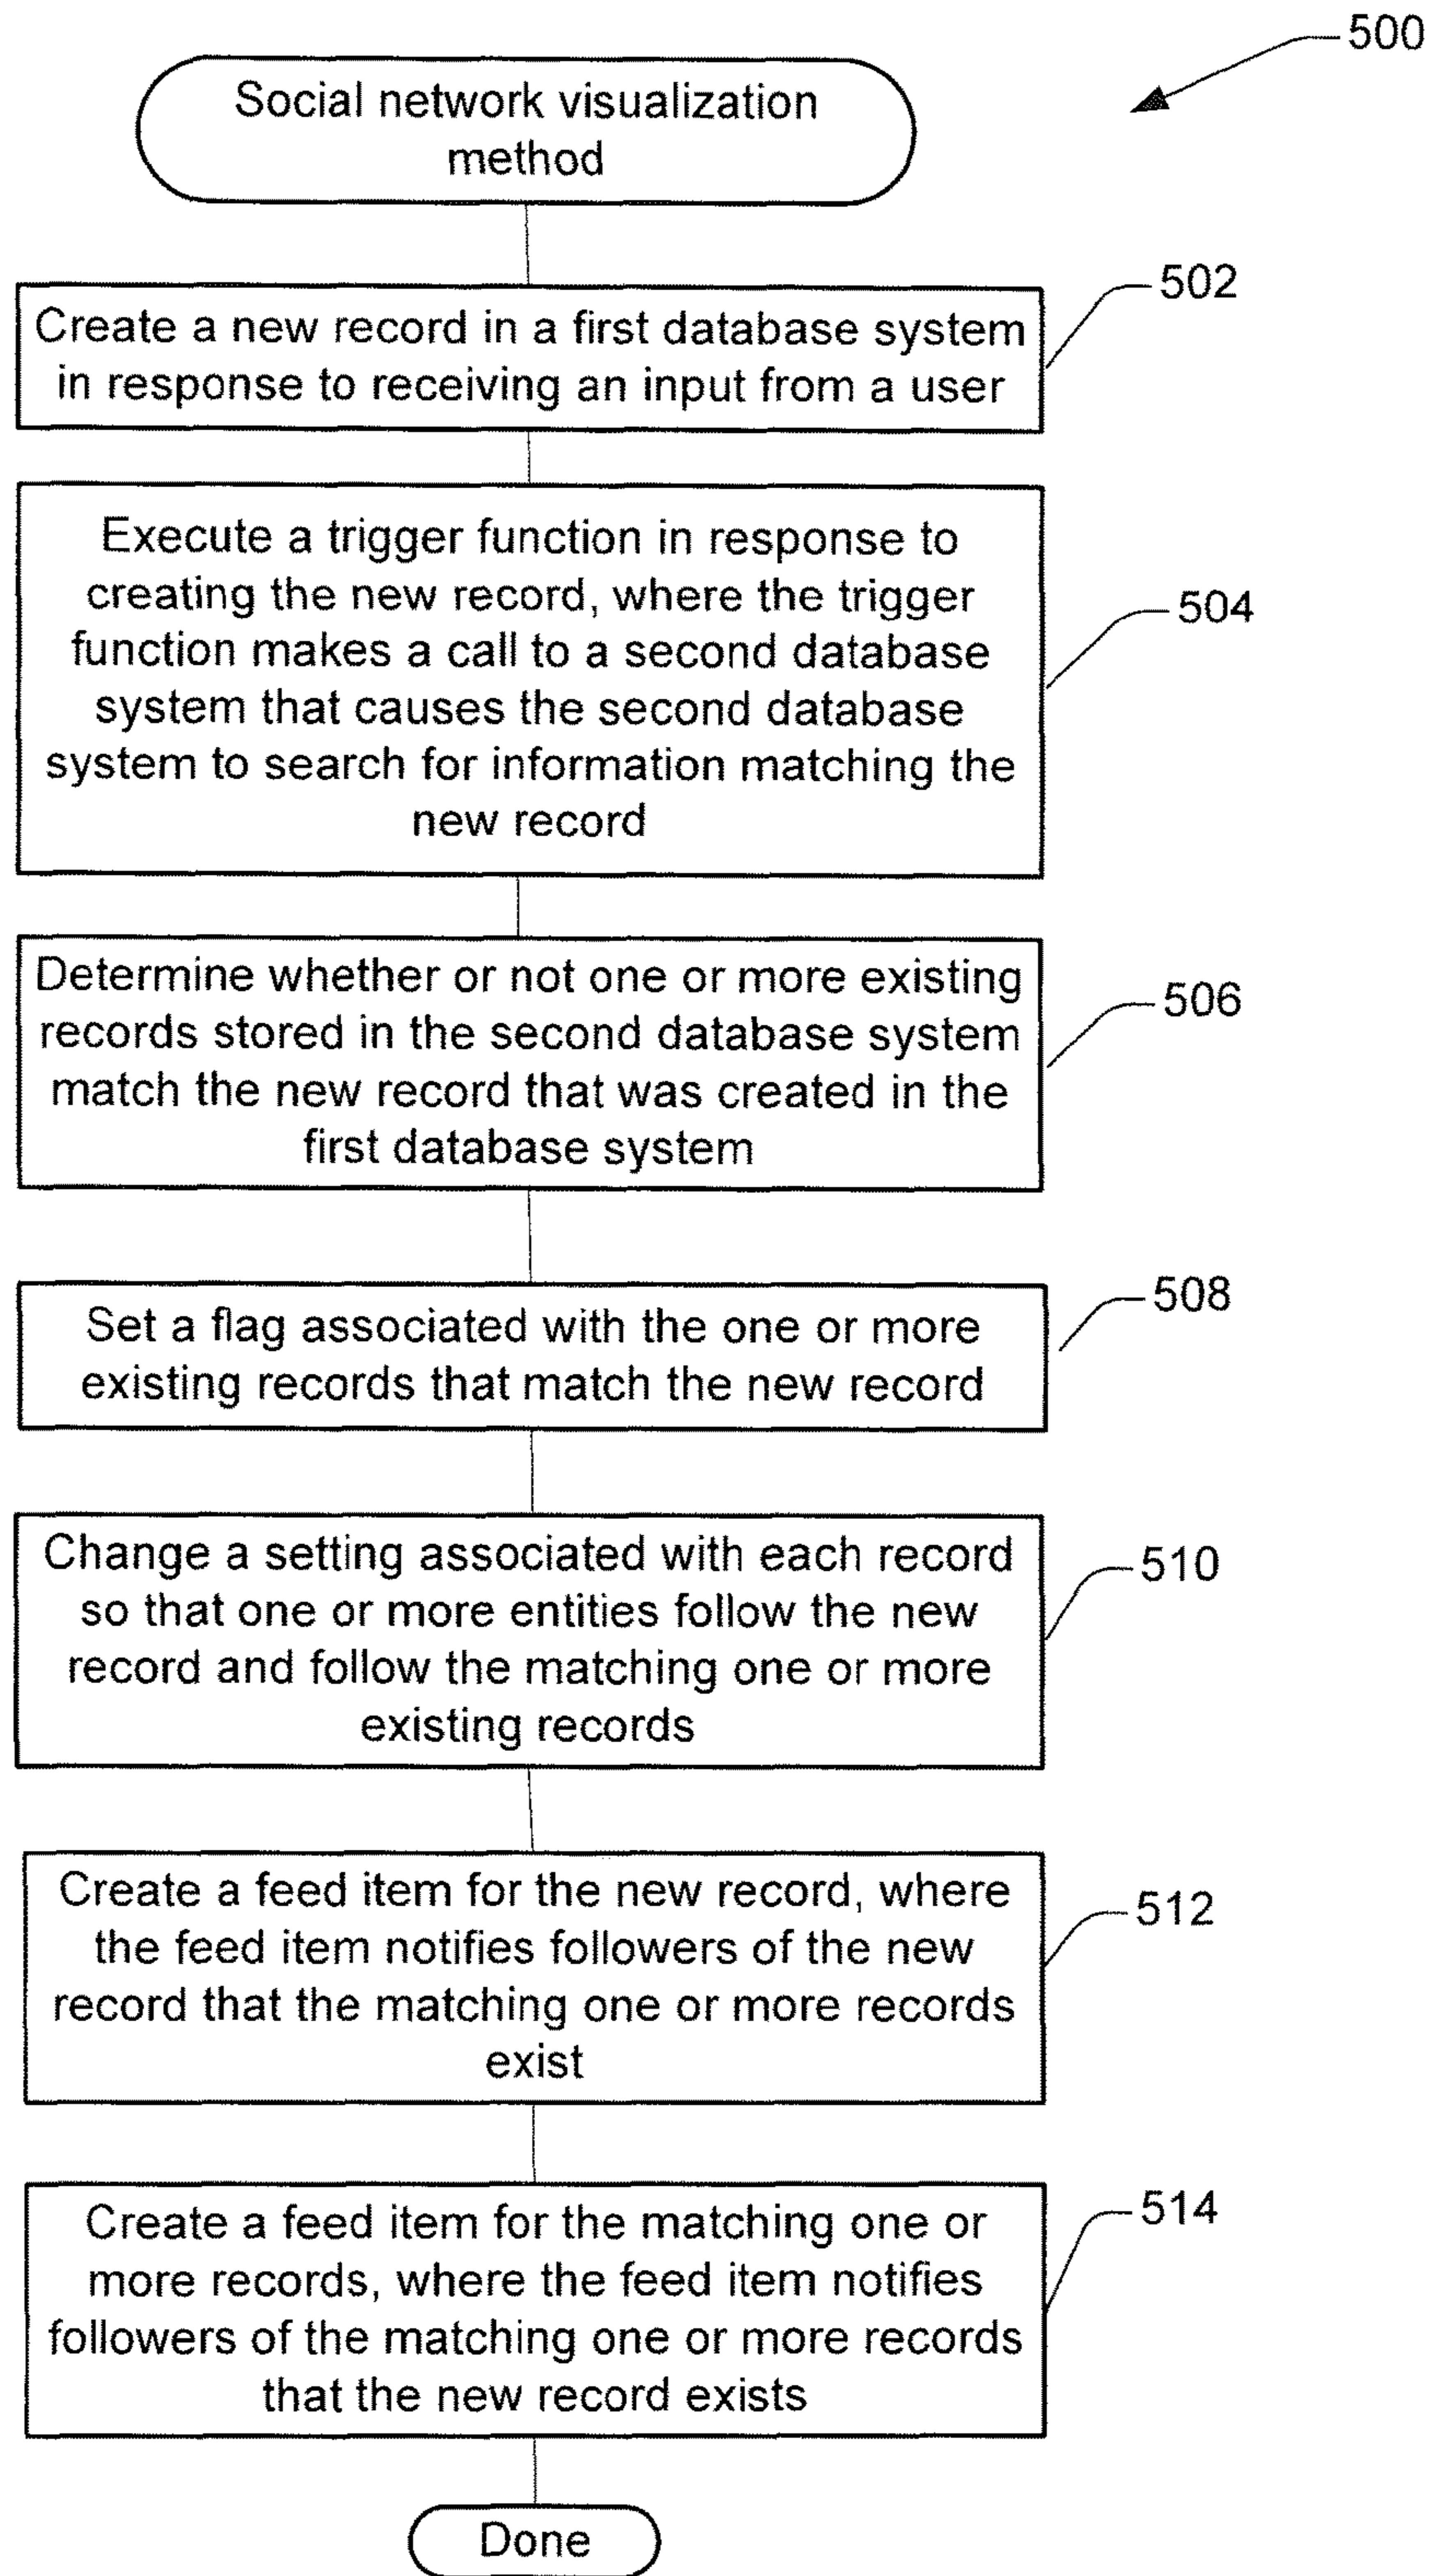 500
Social network visualization
method
502
Create a new record in a first database system
in response to receiving an input from a user
504
Execute a trigger function in response to
creating the new record, where the trigger
function makes a call to a second database
system that causes the second database
system to search for information matching the
new record
506
Determine whether or not one or more existing
records stored in the second database system
match the new record that was created in the
first database system
508
Set a flag associated with the one or more
existing records that match the new record
510
Change a setting associated with each record
so that one or more entities follow the new
record and follow the matching one or more
existing records
512
Create a feed item for the new record, where
the feed item notifies followers of the new
record that the matching one or more records
exist
514
Create a feed item for the matching one or
more records, where the feed item notifies
followers of the matching one or more records
that the new record exists
Done